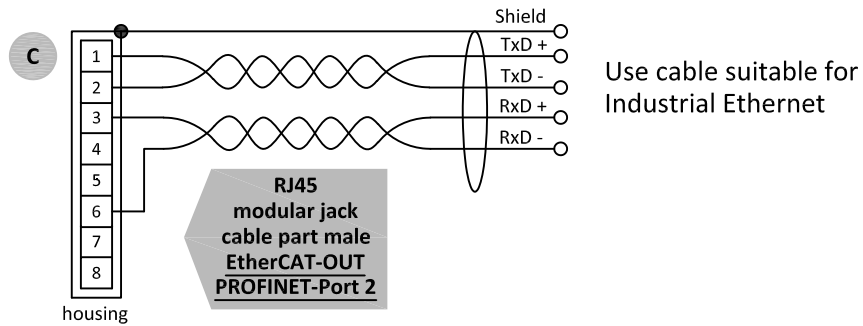 Shield
C
TxD +
1
TxD -
2
RxD +
3
RxD -
4
5
6
7
8
housing
RJ45
modular jack
cable part male
EtherCAT-OUT
PROFINET-Port 2
Use cable suitable for
Industrial Ethernet